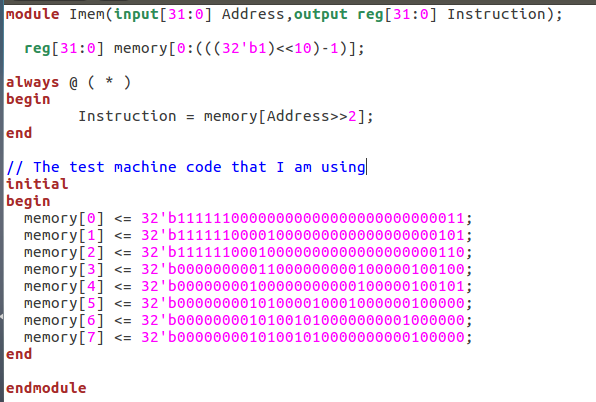 module Imem(input[31:0] Address,output reg[31:0] Instruction);
reg[31:0] memory[0:(((32'b1)<<10)-1)];
always @ ( * )
begin
Instruction = memory[Address>>2];
end
// The test machine code that I am using
initial
begin
memory[0] <= 32'b11111100000000000000000000000011;
memory[1] <= 32'b11111100001000000000000000000101;
memory[2] <= 32'b11111100010000000000000000000110;
memory[3] <= 32'b00000000011000000000100000100100;
memory[4] <= 32'b00000000100000000000100000100101;
memory[5] <= 32'b00000000101000010001000000100000;
memory[6] <= 32'b00000000101001010000000001000000;
memory[7] <= 32'b00000000101001010000000000100000;
end
endmodule